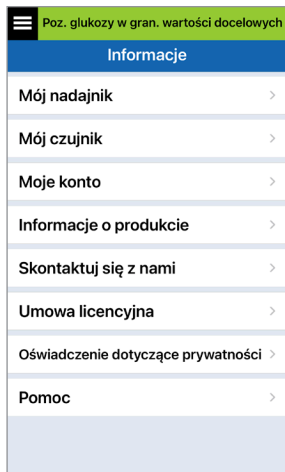 Poz. glukozy w gran. wartości docelowych
Informacje
Mój nadajnik
Mój czujnik
Moje konto
Informacje o produkcie
Skontaktuj się z nami
Umowa licencyjna
Oświadczenie dotyczące prywatności
Pomoc